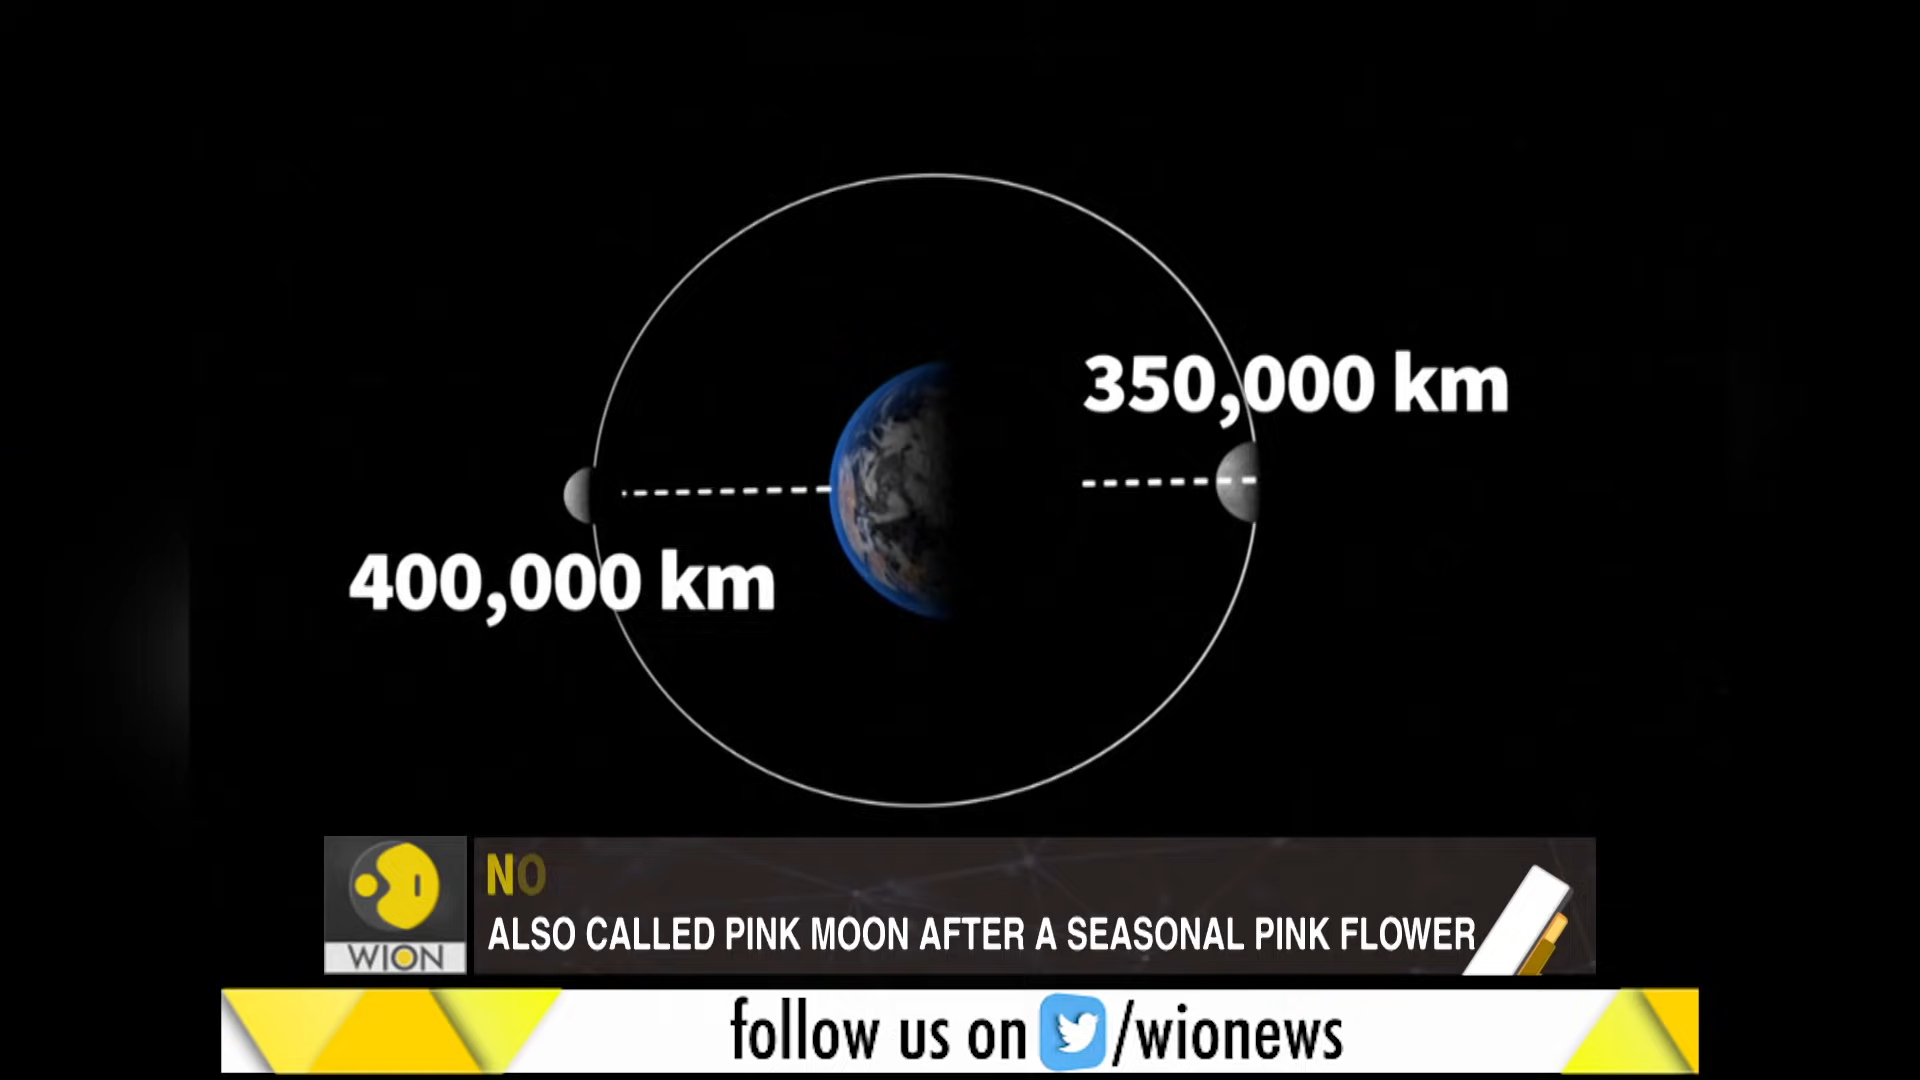 350,000 km
400,000 km
NO
ALSO CALLED PINK MOON AFTER A SEASONAL PINK FLOWER
WION
follow us on /wionews